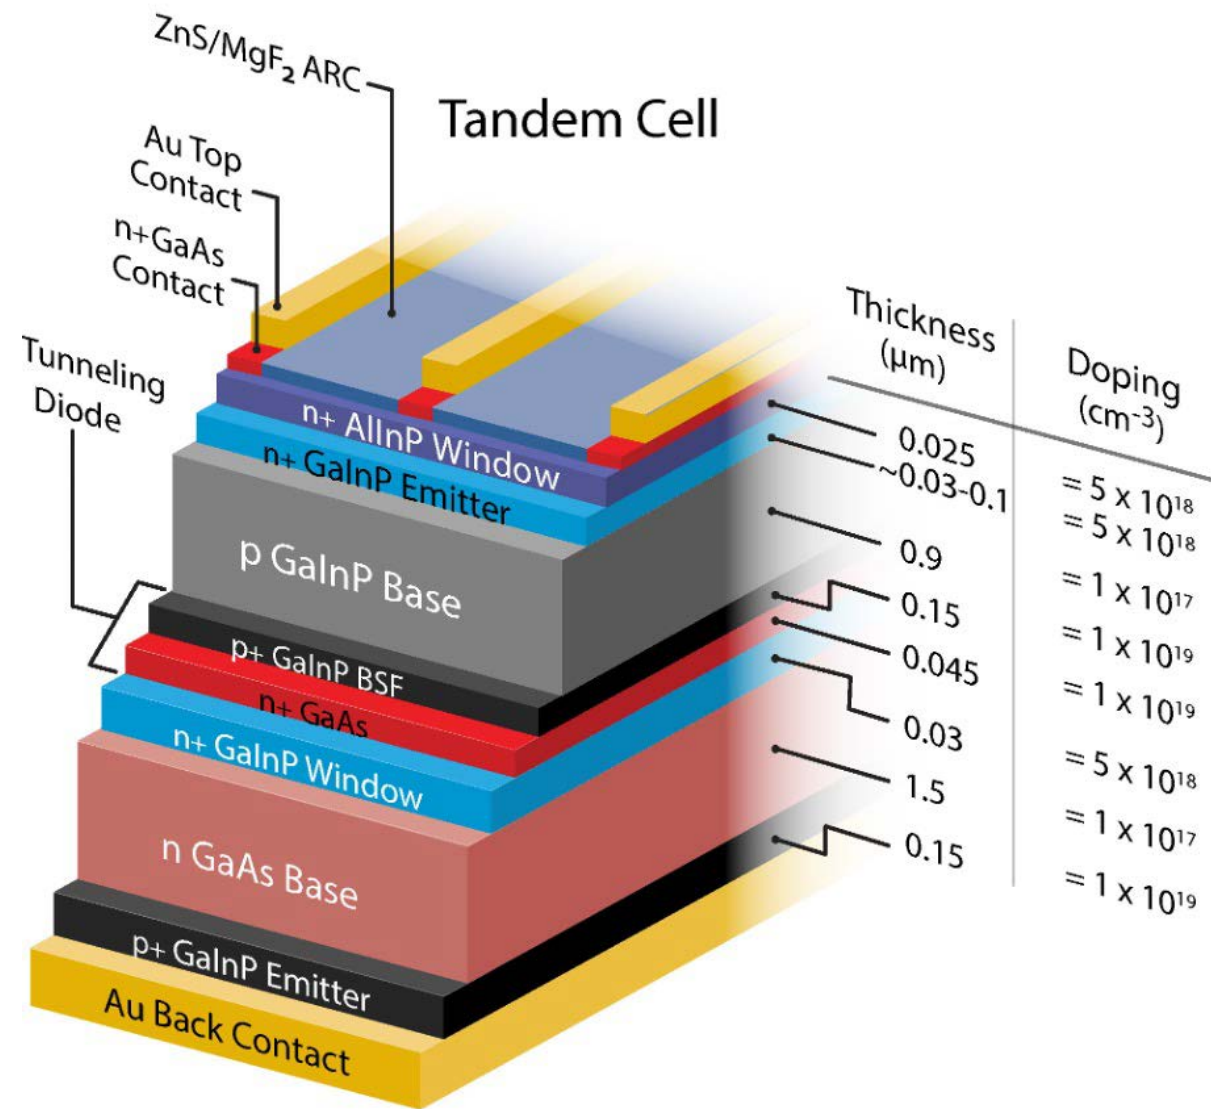 ZnS/MgF₂ ARC
Tandem Cell
Au Top
Contact
n+GaAs
Contact
Tunneling
Diode
n+ AlInP Window
n+ GaInP Emitter
p GaInP Base
p+ GaInP BSF
n+ GaAs
n+ GaInP Window
n GaAs Base
p+ GaInP Emitter
Au Back Contact
Thickness
(μm)
0.025
~0.03-0.1
0.9
0.15
0.045
0.03
1.5
0.15
Doping
(cm⁻³)
= 5 x 10¹⁸
= 5 x 10¹⁸
= 1 x 10¹⁷
= 1 x 10¹⁹
= 1 x 10¹⁹
= 5 x 10¹⁸
= 1 x 10¹⁷
= 1 x 10¹⁹